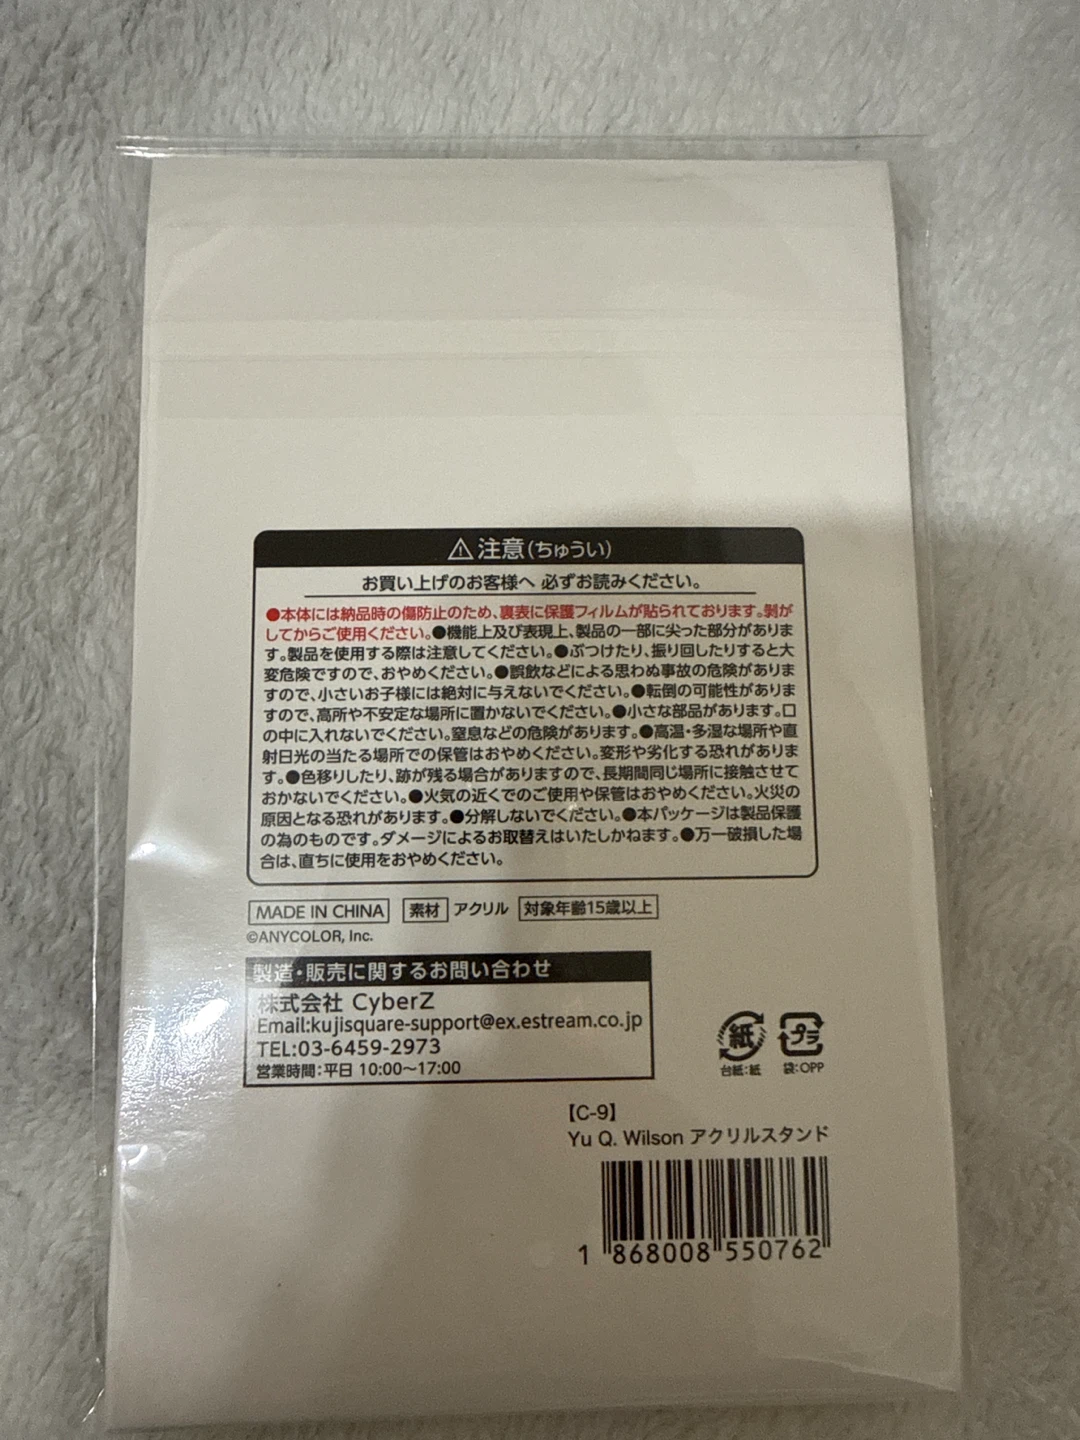 ⚠注意(ちゅうい)
お買い上げのお客様へ 必ずお読みください。
●本体には納品時の傷防止のため、裏表に保護フィルムが貼られております。剥が
してからご使用ください。●機能上及び表現上、製品の一部に尖った部分がありま
す。製品を使用する際は注意してください。●ぶつけたり、振り回したりすると大
変危険ですので、おやめください。●誤飲などによる思わぬ事故の危険がありま
すので、小さいお子様には絶対に与えないでください。●転倒の可能性がありま
すので、高所や不安定な場所に置かないでください。●小さな部品があります。口
の中に入れないでください。窒息などの危険があります。●高温・多湿な場所や直
射日光の当たる場所での保管はおやめください。変形や劣化する恐れがありま
す。●色移りしたり、跡が残る場合がありますので、長期間同じ場所に接触させて
おかないでください。●火気の近くでのご使用や保管はおやめください。火災の
原因となる恐れがあります。●分解しないでください。●本パッケージは製品保護
の為のものです。ダメージによるお取替えはいたしかねます。●万一破損した場
合は、直ちに使用をおやめください。
MADE IN CHINA 素材 アクリル 対象年齢15歳以上
©ANYCOLOR, Inc.
製造・販売に関するお問い合わせ
株式会社 CyberZ
Email:kujisquare-support@ex.estream.co.jp
TEL:03-6459-2973
営業時間:平日 10:00〜17:00
紙 プラ
台紙:紙 袋:OPP
【C-9】
Yu Q. Wilson アクリルスタンド
1 868008 550762